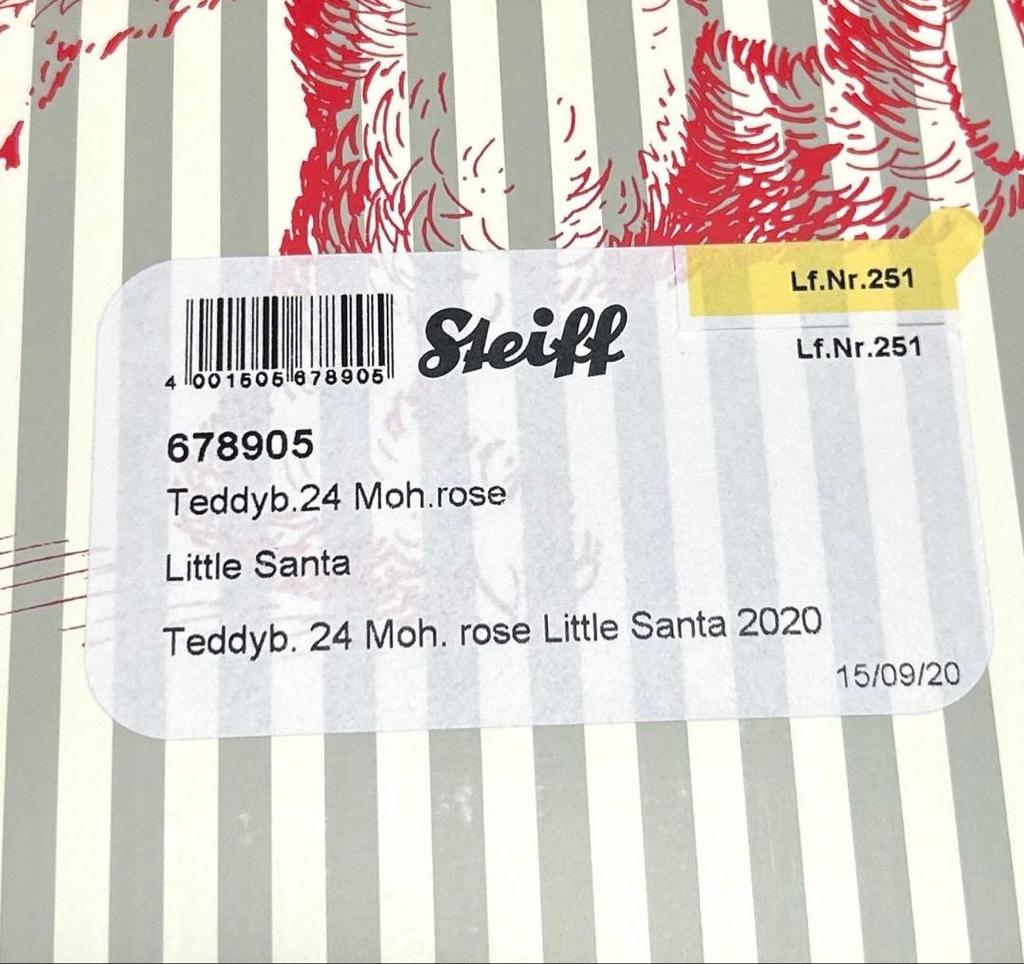 Steiff
Lf.Nr.251
Lf.Nr.251
4 001505 678905
678905
Teddyb.24 Moh.rose
Little Santa
Teddyb. 24 Moh. rose Little Santa 2020
15/09/20